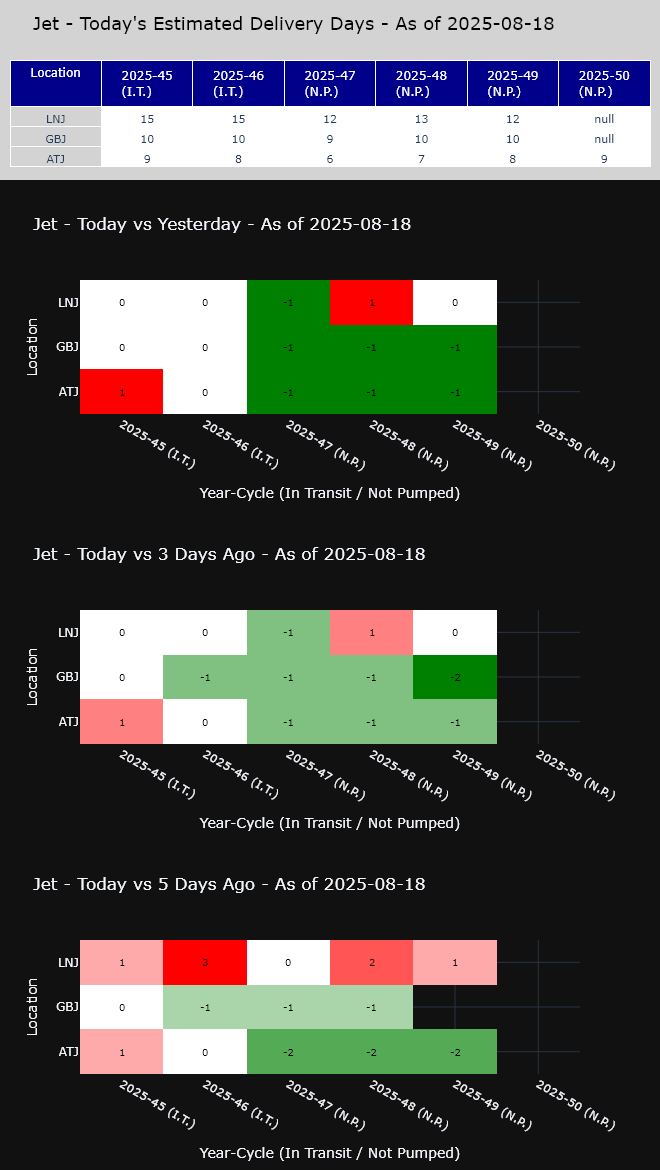 Jet - Today's Estimated Delivery Days - As of 2025-08-18
Location 2025-45 (I.T.) 2025-46 (I.T.) 2025-47 (N.P.) 2025-48 (N.P.) 2025-49 (N.P.) 2025-50 (N.P.)
LNJ 15 15 12 13 12 null
GBJ 10 10 9 10 10 null
ATJ 9 8 6 7 8 9
Jet - Today vs Yesterday - As of 2025-08-18
Location
LNJ 0 0 -1 1 0
GBJ 0 0 -1 -1 -1
ATJ 1 0 -1 -1 -1
2025-45 (I.T.) 2025-46 (I.T.) 2025-47 (N.P.) 2025-48 (N.P.) 2025-49 (N.P.) 2025-50 (N.P.)
Year-Cycle (In Transit / Not Pumped)
Jet - Today vs 3 Days Ago - As of 2025-08-18
Location
LNJ 0 0 -1 1 0
GBJ 0 -1 -1 -1 -2
ATJ 1 0 -1 -1 -1
2025-45 (I.T.) 2025-46 (I.T.) 2025-47 (N.P.) 2025-48 (N.P.) 2025-49 (N.P.) 2025-50 (N.P.)
Year-Cycle (In Transit / Not Pumped)
Jet - Today vs 5 Days Ago - As of 2025-08-18
Location
LNJ 1 3 0 2 1
GBJ 0 -1 -1 -1
ATJ 1 0 -2 -2 -2
2025-45 (I.T.) 2025-46 (I.T.) 2025-47 (N.P.) 2025-48 (N.P.) 2025-49 (N.P.) 2025-50 (N.P.)
Year-Cycle (In Transit / Not Pumped)